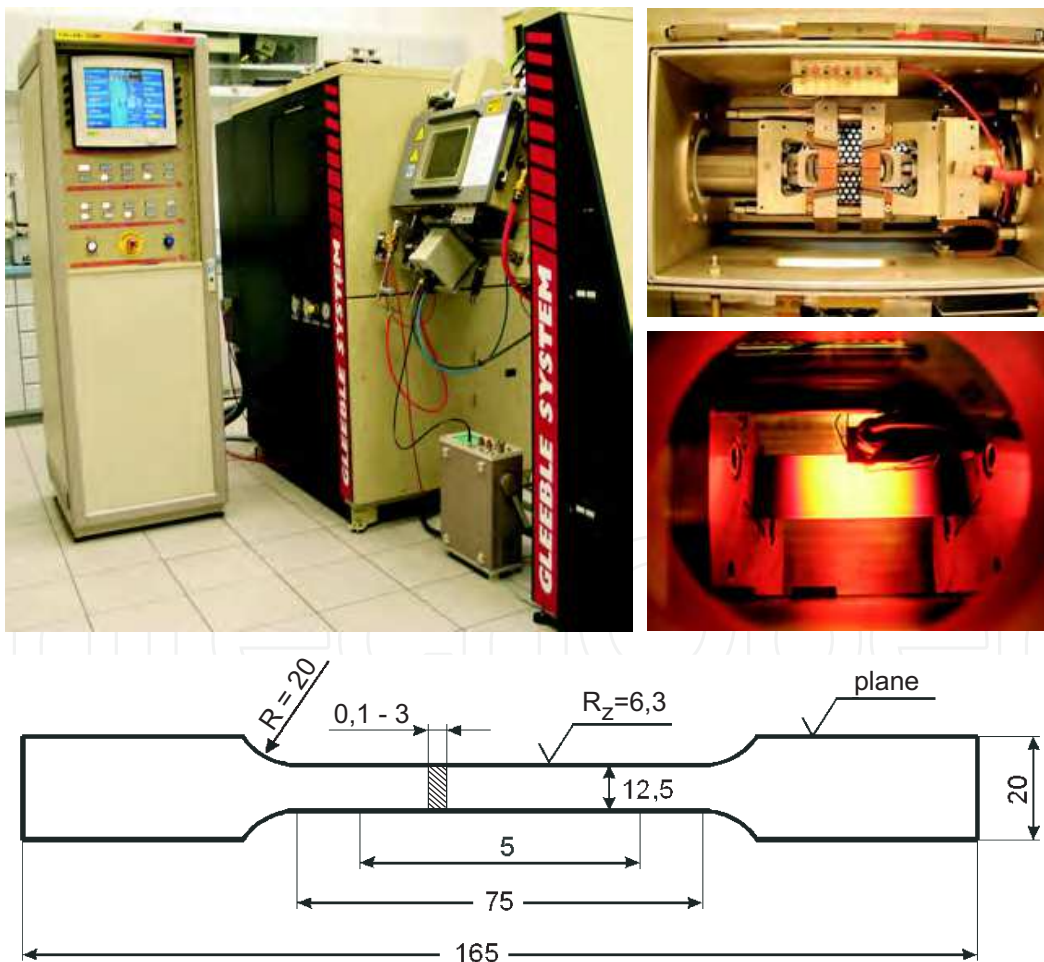 GLEEBLE SYSTEM
GLEEBLE SYSTEM
R = 20
0,1 - 3
R_z=6,3
plane
12,5
20
5
75
165